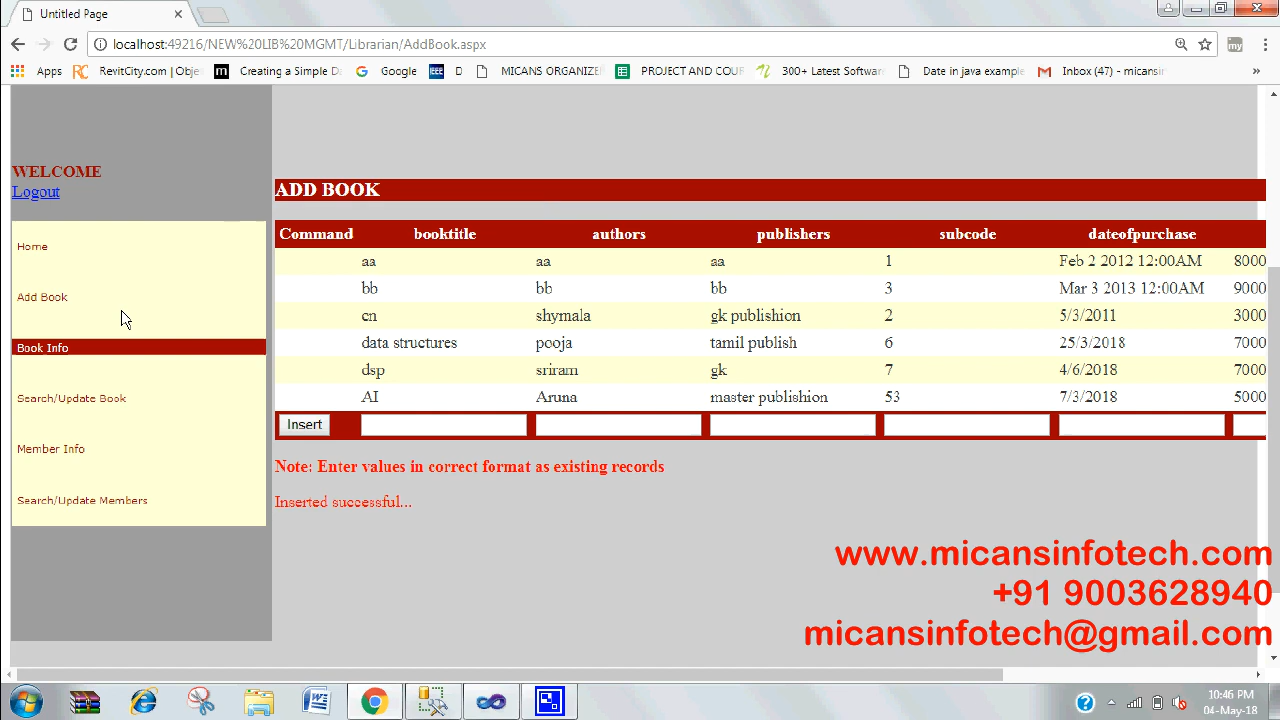 Untitled Page
localhost:49216/NEW%20LIB%20MGMT/Librarian/AddBook.aspx
my
Apps RC RevitCity.com | Obje m Creating a Simple D Google IEEE D MICANS ORGANIZE PROJECT AND COUR 300+ Latest Softwar Date in java example Inbox (47) - micansin »
WELCOME
Logout
Home
Add Book
Book Info
Search/Update Book
Member Info
Search/Update Members
ADD BOOK
Command booktitle authors publishers subcode dateofpurchase
aa aa aa 1 Feb 2 2012 12:00AM 8000
bb bb bb 3 Mar 3 2013 12:00AM 9000
cn shymala gk publishion 2 5/3/2011 3000
data structures pooja tamil publish 6 25/3/2018 7000
dsp sriram gk 7 4/6/2018 7000
AI Aruna master publishion 53 7/3/2018 5000
Insert
Note: Enter values in correct format as existing records
Inserted successful...
www.micansinfotech.com
+91 9003628940
micansinfotech@gmail.com
10:46 PM
04-May-18